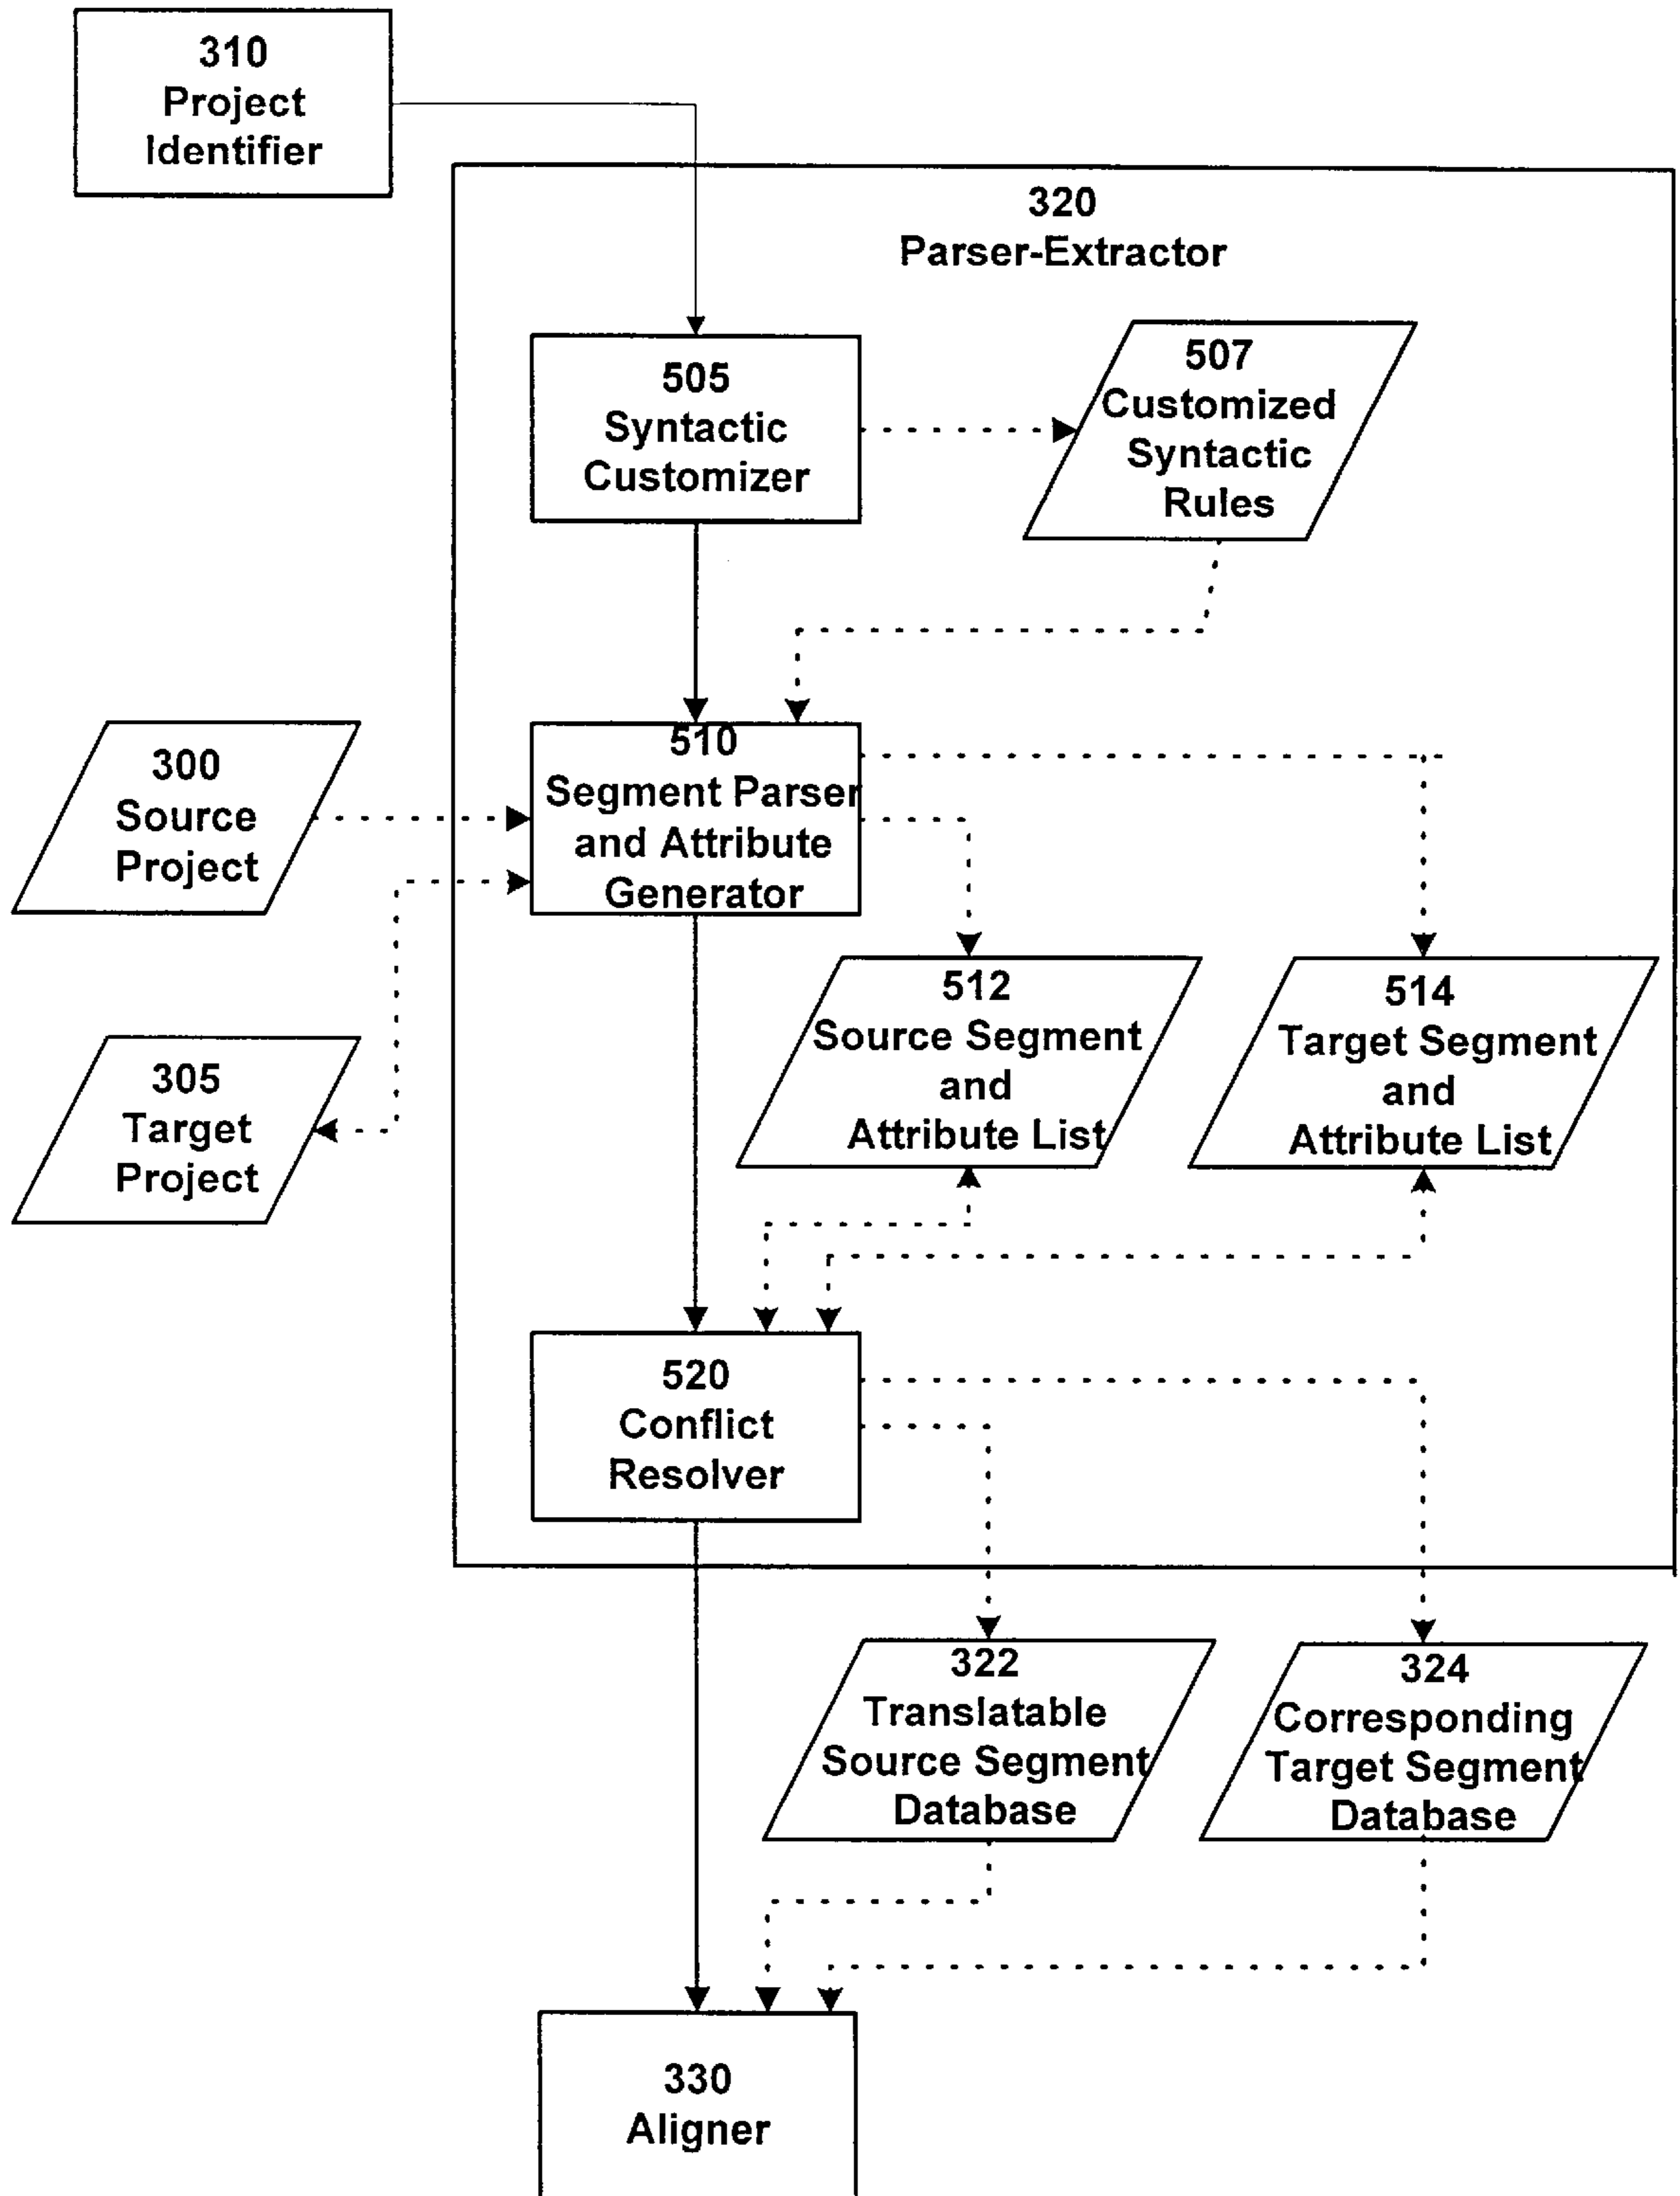 310
Project
Identifier
320
Parser-Extractor
505
Syntactic
Customizer
507
Customized
Syntactic
Rules
510
Segment Parser
and Attribute
Generator
300
Source
Project
305
Target
Project
512
Source Segment
and
Attribute List
514
Target Segment
and
Attribute List
520
Conflict
Resolver
322
Translatable
Source Segment
Database
324
Corresponding
Target Segment
Database
330
Aligner